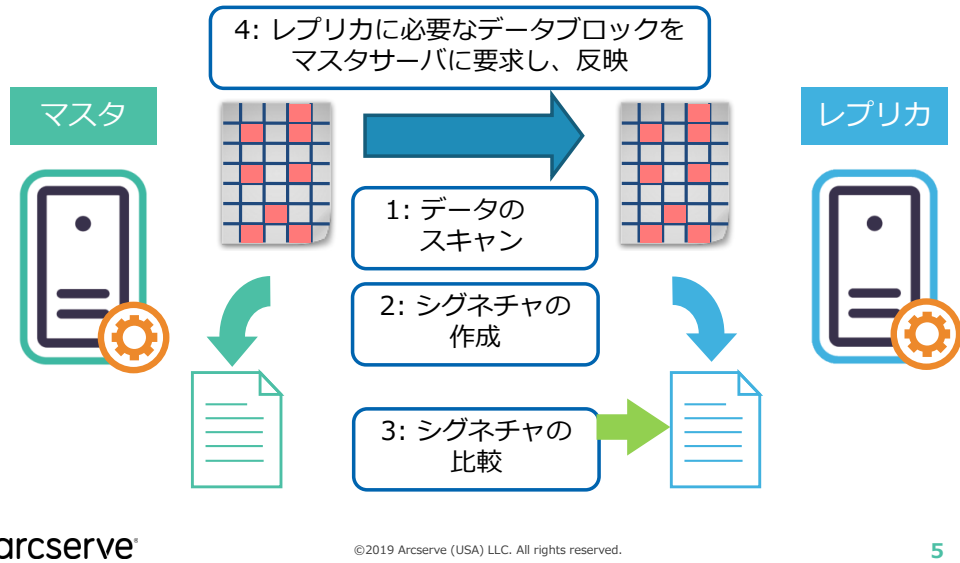 4: レプリカに必要なデータブロックを
マスタサーバに要求し、反映
マスタ
レプリカ
1: データの
スキャン
2: シグネチャの
作成
3: シグネチャの
比較
arcserve®
©2019 Arcserve (USA) LLC. All rights reserved.
5